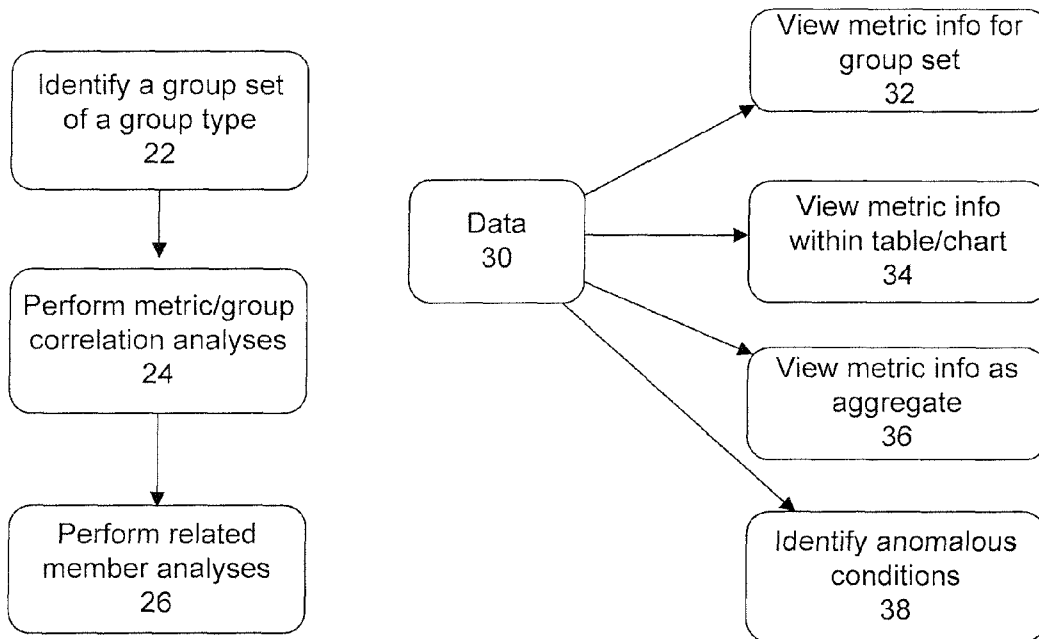 Identify a group set
of a group type
22
Perform metric/group
correlation analyses
24
Perform related
member analyses
26
Data
30
View metric info for
group set
32
View metric info
within table/chart
34
View metric info as
aggregate
36
Identify anomalous
conditions
38